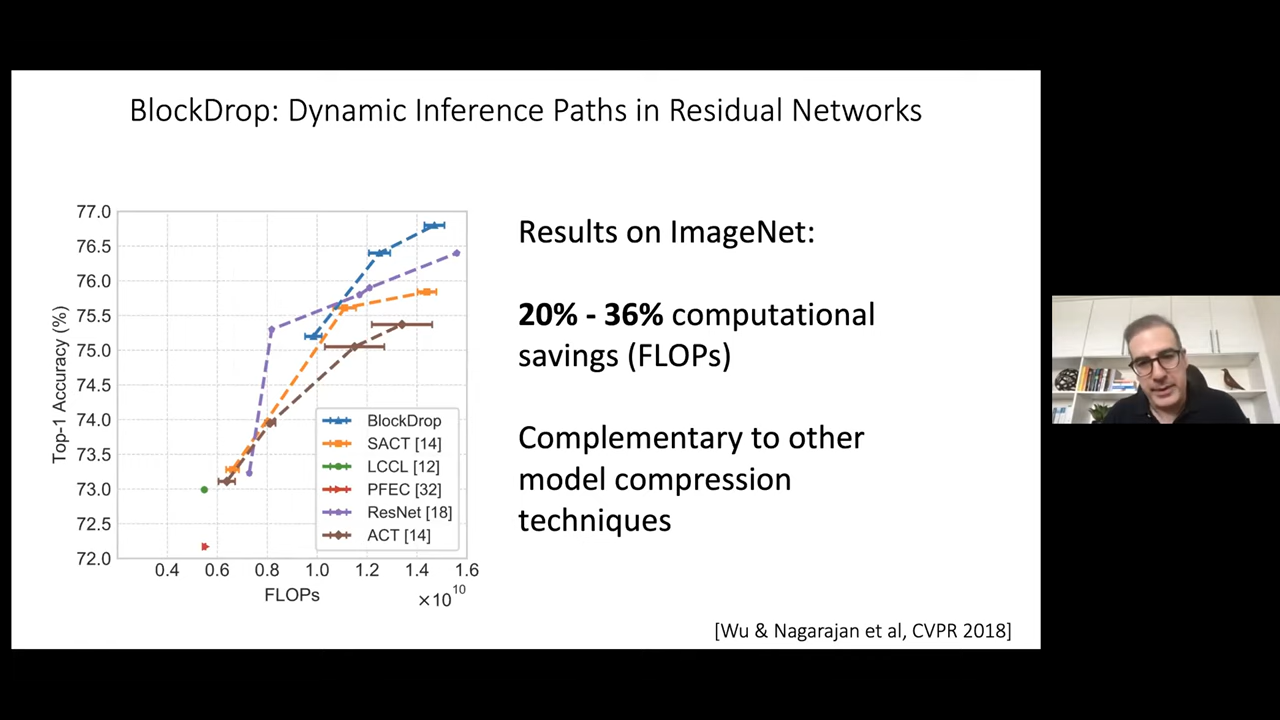 BlockDrop: Dynamic Inference Paths in Residual Networks
77.0
76.5
76.0
75.5
75.0
74.5
74.0
73.5
73.0
72.5
72.0
Top-1 Accuracy (%)
0.4 0.6 0.8 1.0 1.2 1.4 1.6
FLOPs
×10^10
BlockDrop
SACT [14]
LCCL [12]
PFEC [32]
ResNet [18]
ACT [14]
Results on ImageNet:
20% - 36% computational
savings (FLOPs)
Complementary to other
model compression
techniques
[Wu & Nagarajan et al, CVPR 2018]